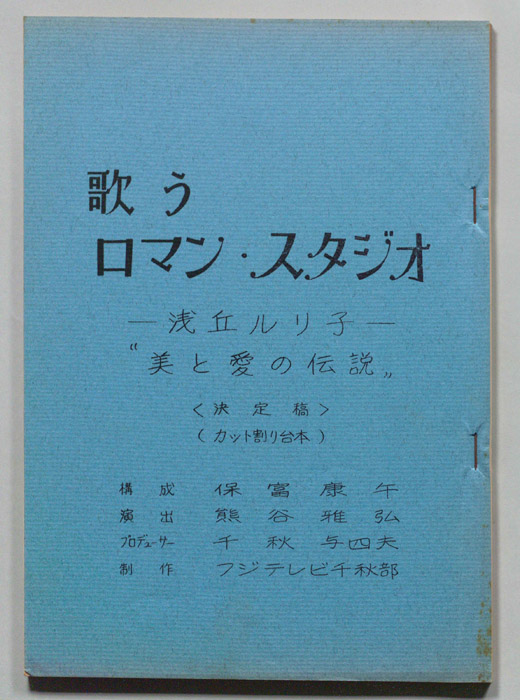 歌う
ロマン・スタジオ
―浅丘ルリ子―
“美と愛の伝説„
<決定稿>
(カット割り台本)
構成 保富康午
演出 熊谷雅弘
プロデューサー 千秋与四夫
制作 フジテレビ千秋部